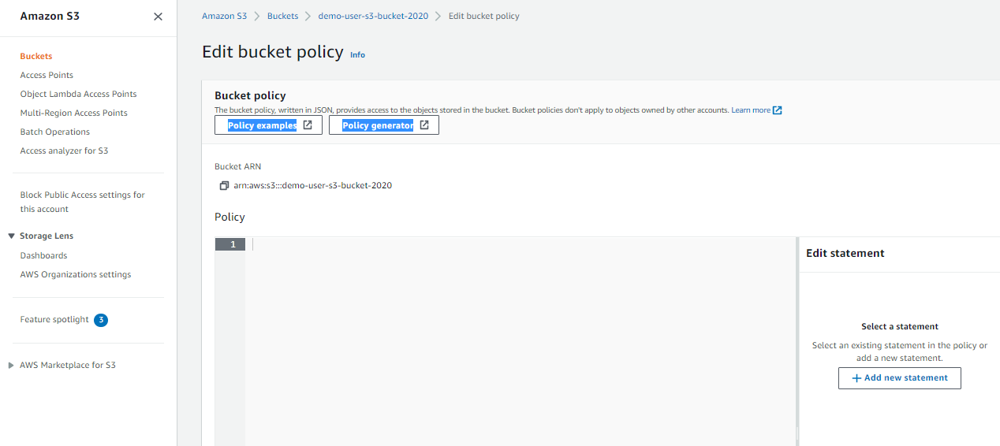 Amazon S3
Buckets
Access Points
Object Lambda Access Points
Multi-Region Access Points
Batch Operations
Access analyzer for S3
Block Public Access settings for
this account
Storage Lens
Dashboards
AWS Organizations settings
Feature spotlight 3
AWS Marketplace for S3
Amazon S3 Buckets demo-user-s3-bucket-2020 Edit bucket policy
Edit bucket policy Info
Bucket policy
The bucket policy, written in JSON, provides access to the objects stored in the bucket. Bucket policies don't apply to objects owned by other accounts. Learn more
Policy examples Policy generator
Bucket ARN
arn:aws:s3:::demo-user-s3-bucket-2020
Policy
1
Edit statement
Select a statement
Select an existing statement in the policy or
add a new statement.
+ Add new statement